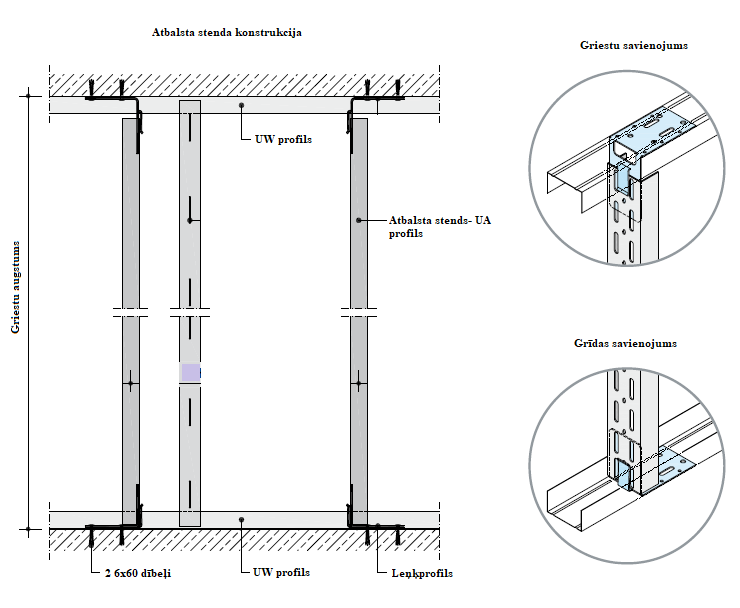 Atbalsta stenda konstrukcija
Griestu savienojums
UW profils
Atbalsta stends- UA
profils
Griestu augstums
Grīdas savienojums
2 6x60 dībeļi
UW profils
Leņķprofils